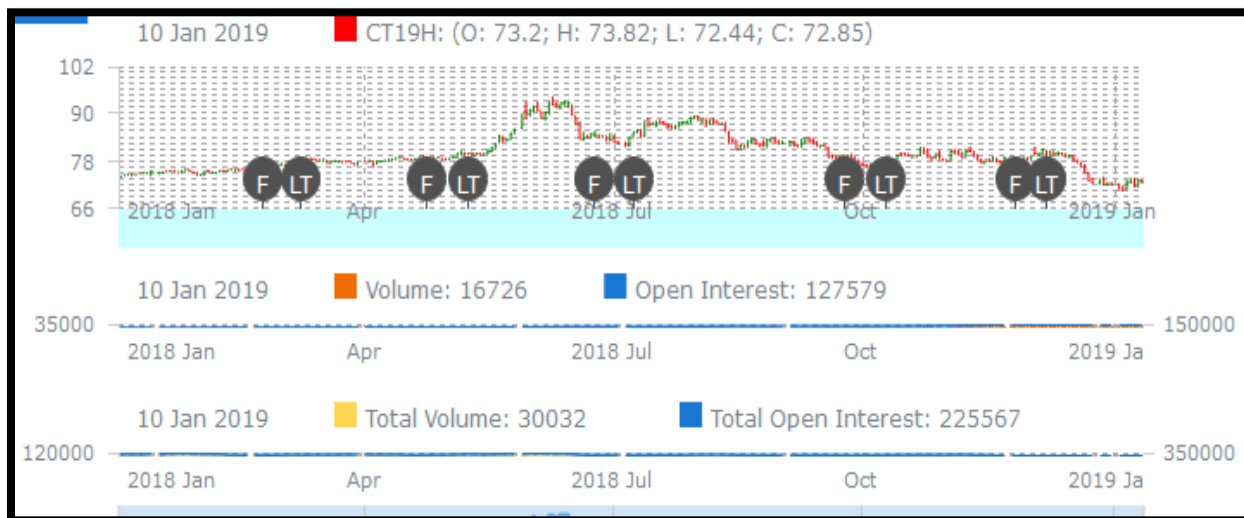 10 Jan 2019 CT19H: (O: 73.2; H: 73.82; L: 72.44; C: 72.85)
102
90
78
F LT F LT F LT F LT F LT
66
2018 Jan Apr 2018 Jul Oct 2019 Jan
10 Jan 2019 Volume: 16726 Open Interest: 127579
35000 150000
2018 Jan Apr 2018 Jul Oct 2019 Ja
10 Jan 2019 Total Volume: 30032 Total Open Interest: 225567
120000 350000
2018 Jan Apr 2018 Jul Oct 2019 Ja